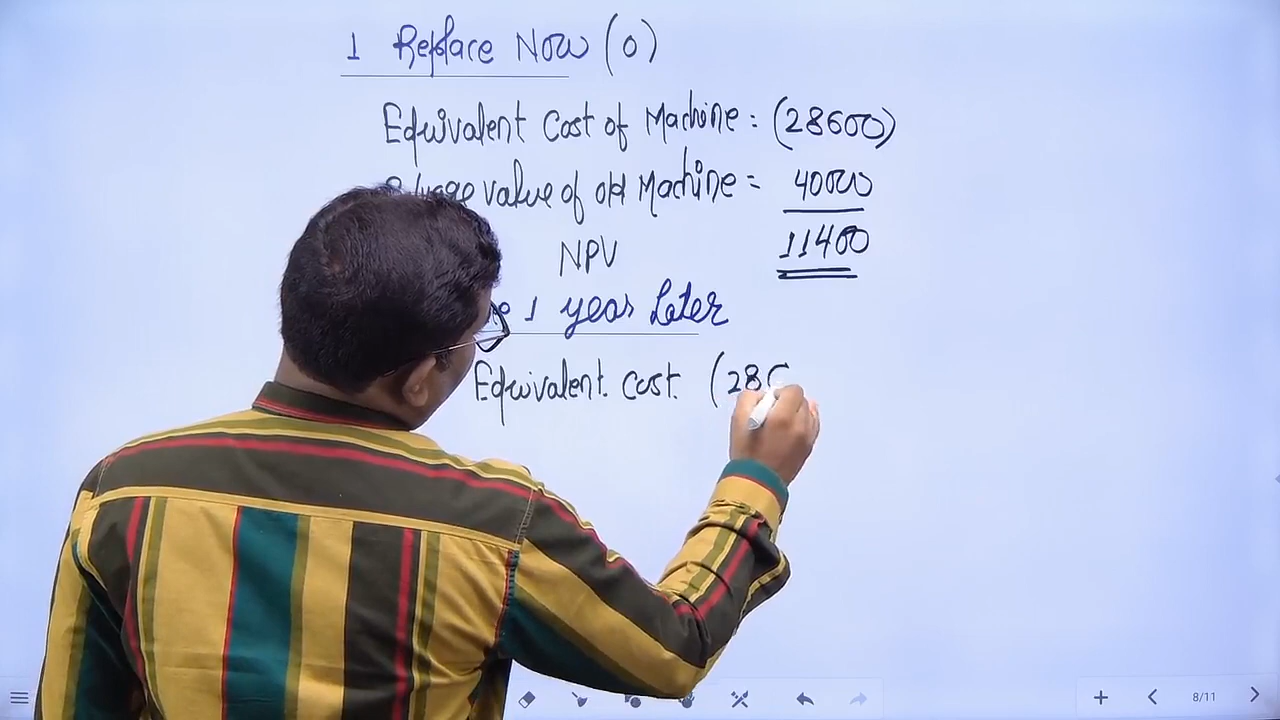 1 Replace Now (0)
Equivalent Cost of Machine = (28600)
value of old Machine = 40000
NPV 11400
1 year Later
Equivalent. Cost. (28
8/11